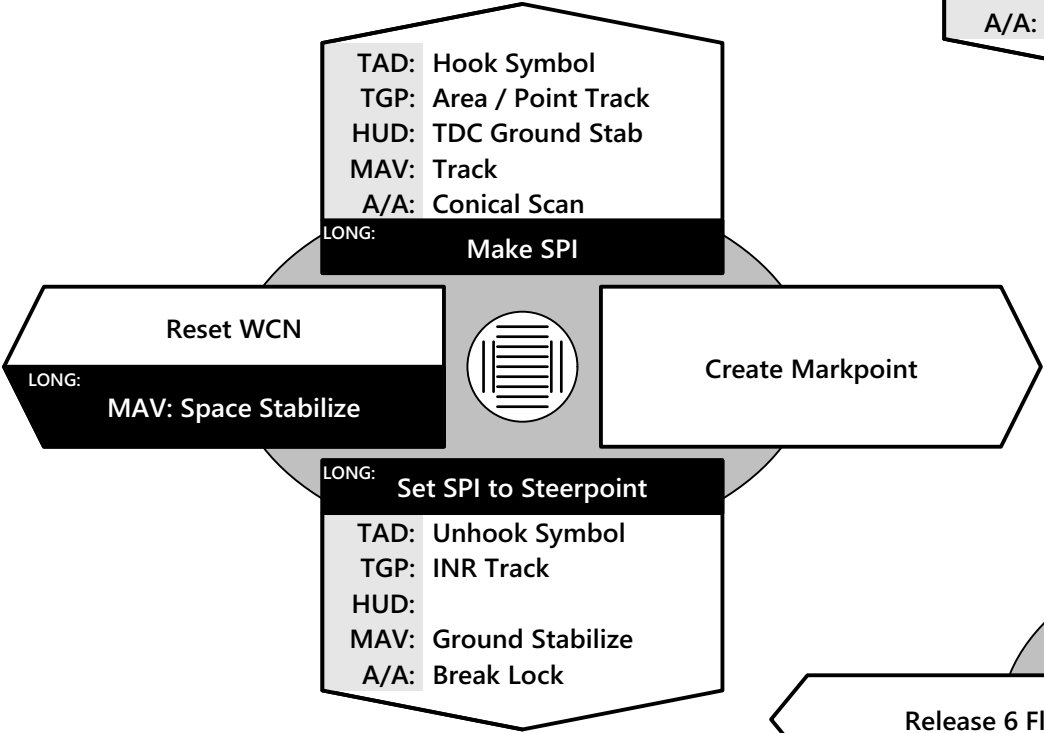 A/A:
TAD: Hook Symbol
TGP: Area / Point Track
HUD: TDC Ground Stab
MAV: Track
A/A: Conical Scan
LONG:
Make SPI
Reset WCN
LONG:
MAV: Space Stabilize
Create Markpoint
LONG:
Set SPI to Steerpoint
TAD: Unhook Symbol
TGP: INR Track
HUD:
MAV: Ground Stabilize
A/A: Break Lock
Release 6 Fl